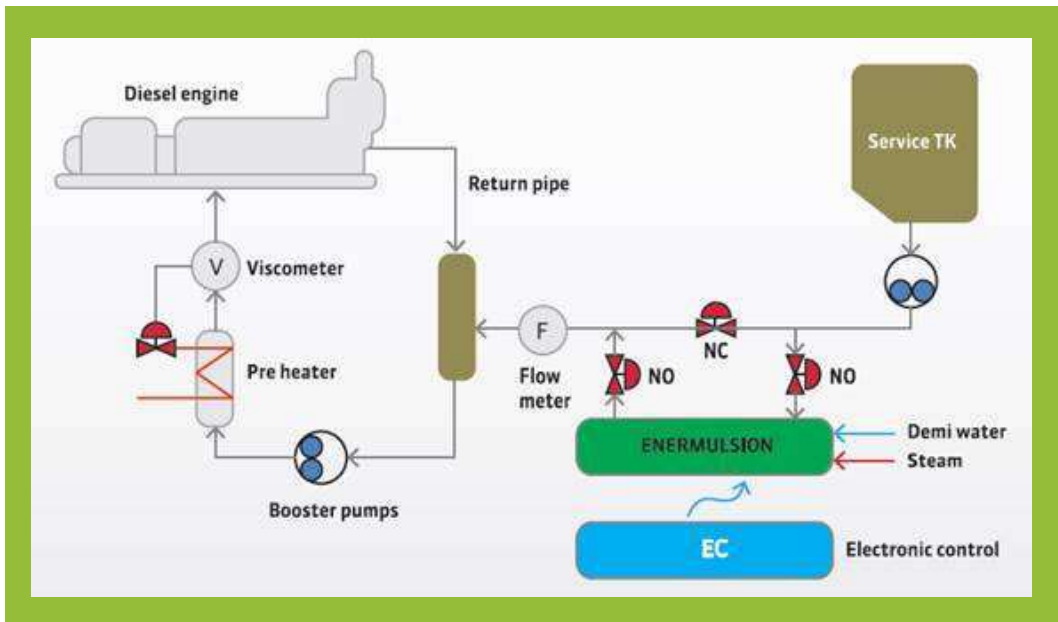 Diesel engine
Service TK
Return pipe
V
Viscometer
F
NC
Pre heater
Flow
meter
NO
NO
ENERMULSION
Demi water
Steam
Booster pumps
EC
Electronic control